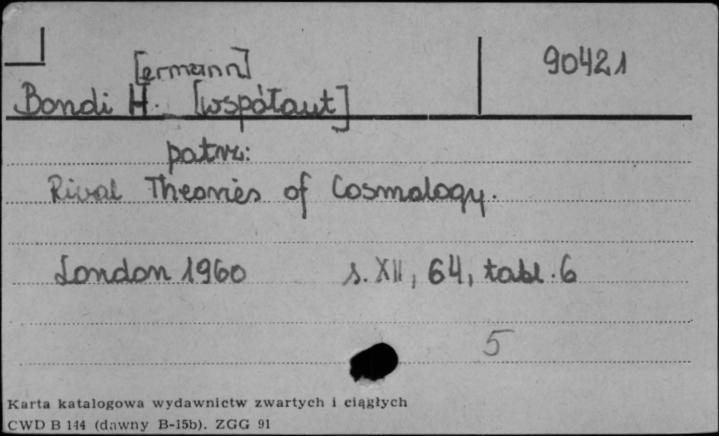 [ermann]
90421
Bondi H. [współaut]
patrz:
Rival Theories of Cosmology.
London 1960 s. XII, 64, tabl. 6
5
Karta katalogowa wydawnictw zwartych i ciągłych
CWD B 144 (dawny B-15b). ZGG 91